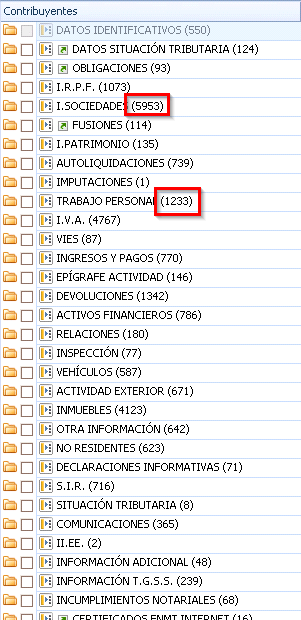 Contribuyentes
DATOS IDENTIFICATIVOS (550)
DATOS SITUACIÓN TRIBUTARIA (124)
OBLIGACIONES (93)
I.R.P.F. (1073)
I.SOCIEDADES (5953)
FUSIONES (114)
I.PATRIMONIO (135)
AUTOLIQUIDACIONES (739)
IMPUTACIONES (1)
TRABAJO PERSONAL (1233)
I.V.A. (4767)
VIES (87)
INGRESOS Y PAGOS (770)
EPÍGRAFE ACTIVIDAD (146)
DEVOLUCIONES (1342)
ACTIVOS FINANCIEROS (786)
RELACIONES (180)
INSPECCIÓN (77)
VEHÍCULOS (587)
ACTIVIDAD EXTERIOR (671)
INMUEBLES (4123)
OTRA INFORMACIÓN (642)
NO RESIDENTES (623)
DECLARACIONES INFORMATIVAS (71)
S.I.R. (716)
SITUACIÓN TRIBUTARIA (8)
COMUNICACIONES (365)
II.EE. (2)
INFORMACIÓN ADICIONAL (48)
INFORMACIÓN T.G.S.S. (239)
INCUMPLIMIENTOS NOTARIALES (68)
CERTIFICADOS FNMT INTERNET (16)